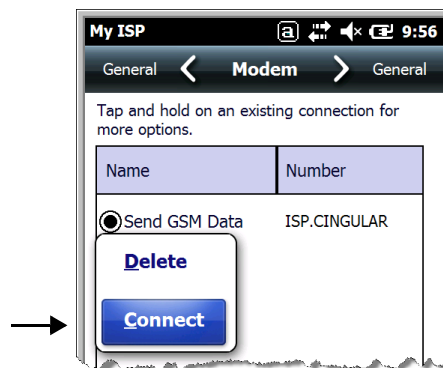 My ISP a 9:56
General Modem General
Tap and hold on an existing connection for
more options.
Name Number
Send GSM Data ISP.CINGULAR
Delete
Connect